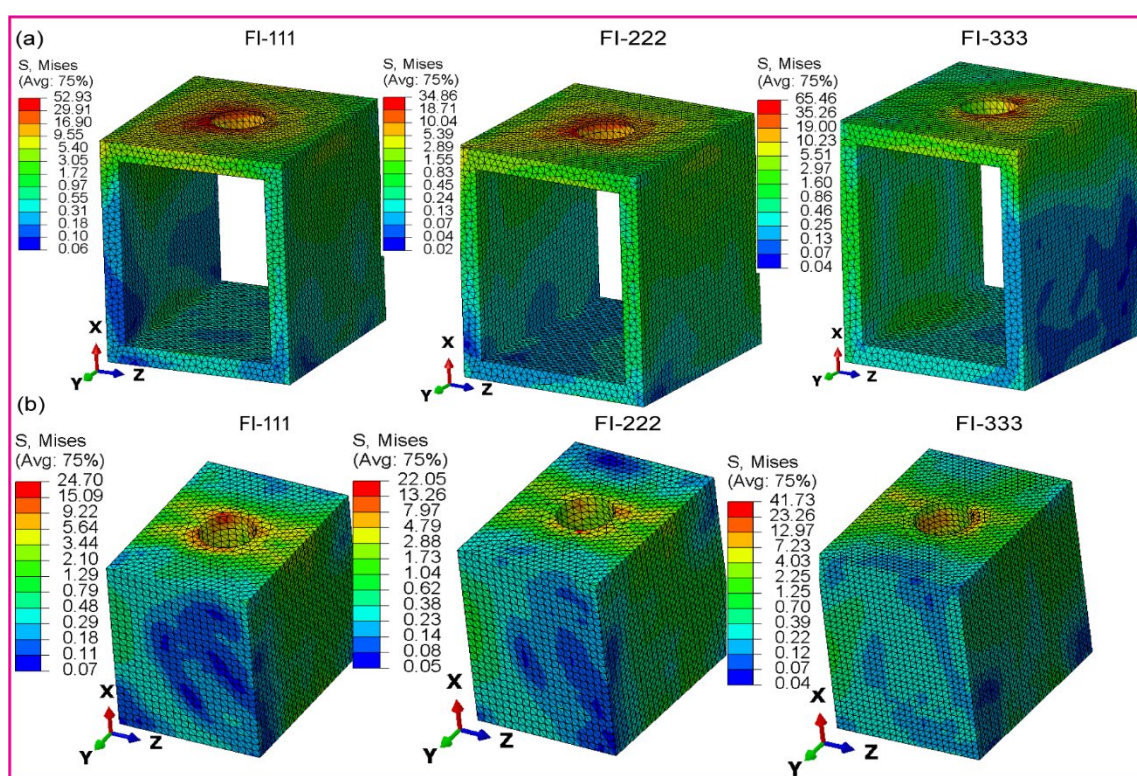 (a)
FI-111
FI-222
FI-333
S, Mises
(Avg: 75%)
52.93
29.91
16.90
9.55
5.40
3.05
1.72
0.97
0.55
0.31
0.18
0.10
0.06
S, Mises
(Avg: 75%)
34.86
18.71
10.04
5.39
2.89
1.55
0.83
0.45
0.24
0.13
0.07
0.04
0.02
S, Mises
(Avg: 75%)
65.46
35.26
19.00
10.23
5.51
2.97
1.60
0.86
0.46
0.25
0.13
0.07
0.04
X
Y
Z
X
Y
Z
X
Y
Z
(b)
FI-111
FI-222
FI-333
S, Mises
(Avg: 75%)
24.70
15.09
9.22
5.64
3.44
2.10
1.29
0.79
0.48
0.29
0.18
0.11
0.07
S, Mises
(Avg: 75%)
22.05
13.26
7.97
4.79
2.88
1.73
1.04
0.62
0.38
0.23
0.14
0.08
0.05
S, Mises
(Avg: 75%)
41.73
23.26
12.97
7.23
4.03
2.25
1.25
0.70
0.39
0.22
0.12
0.07
0.04
X
Y
Z
X
Y
Z
X
Y
Z